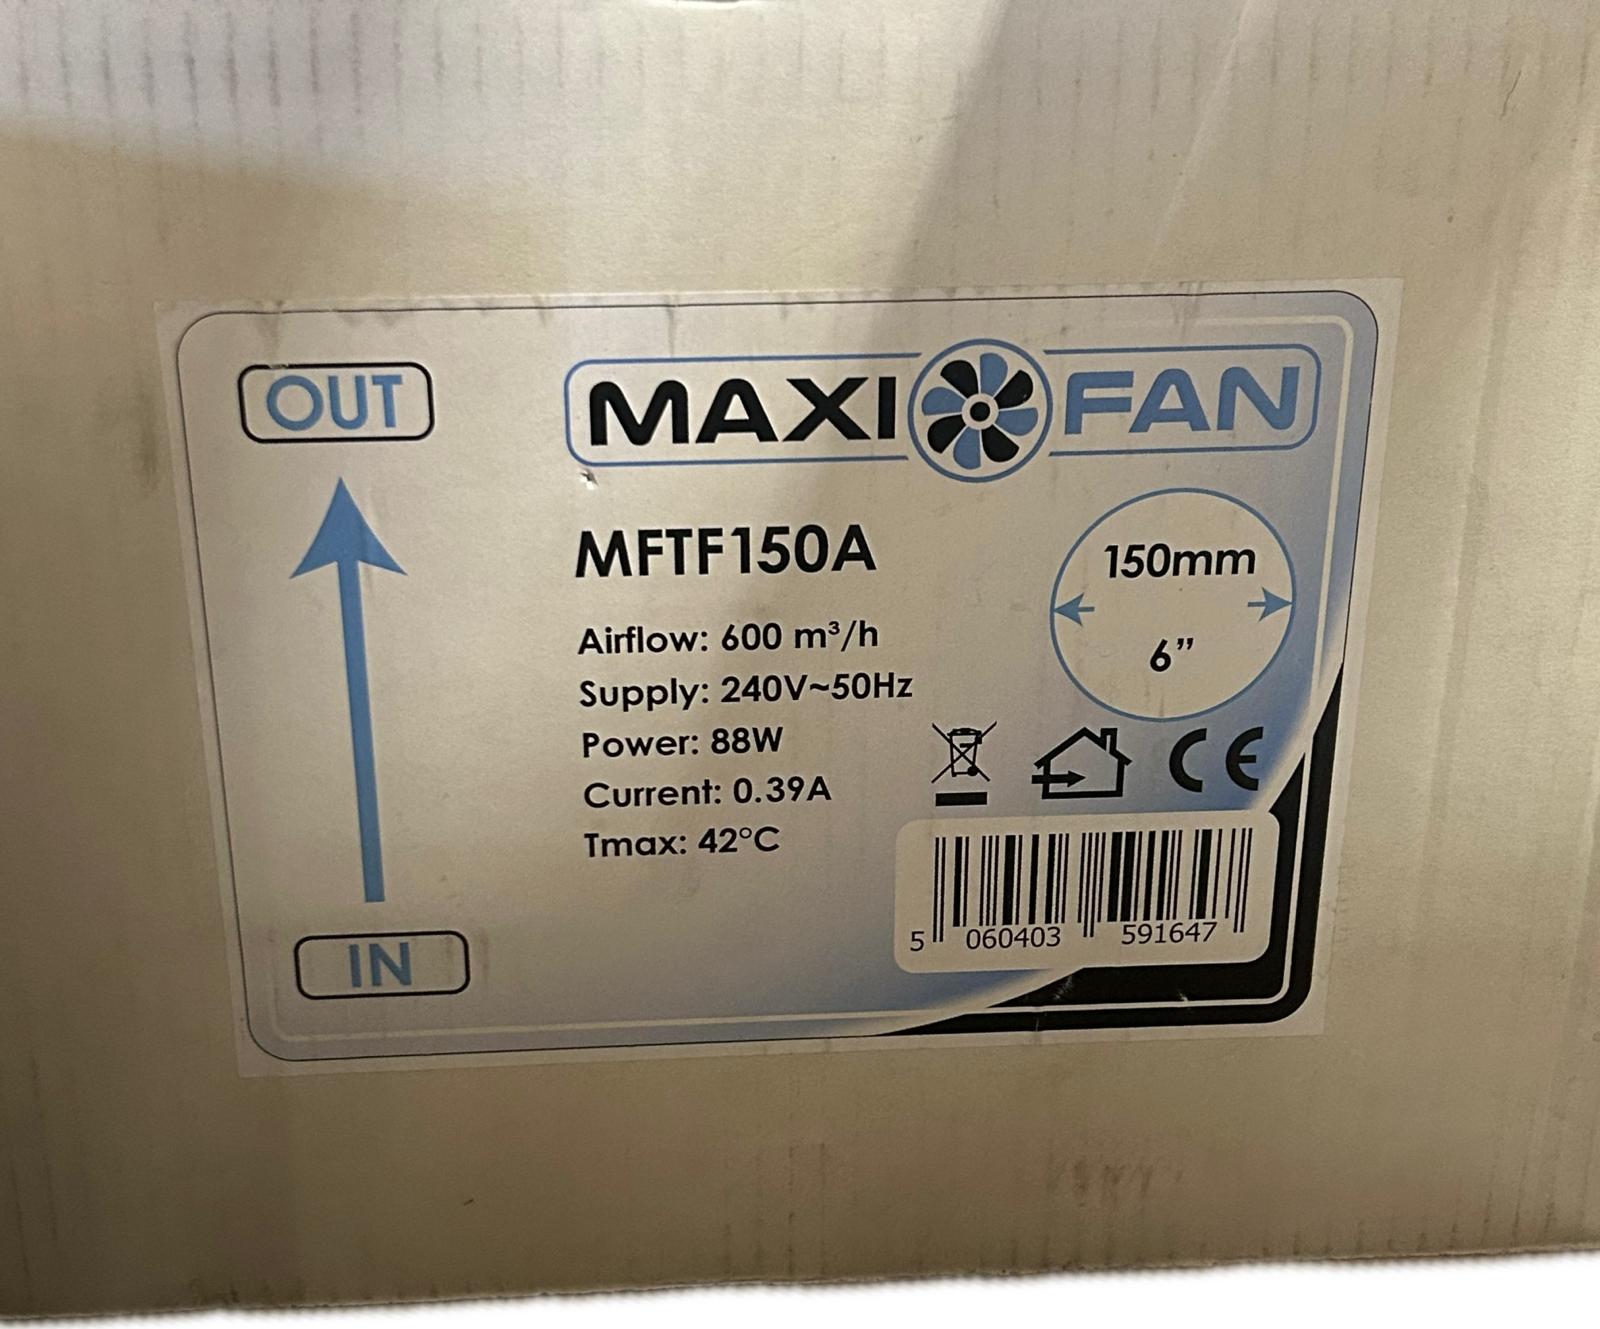 OUT
MAXI FAN
MFTF150A
150mm
6”
Airflow: 600 m³/h
Supply: 240V~50Hz
Power: 88W
Current: 0.39A
Tmax: 42°C
CE
IN
5 060403 591647